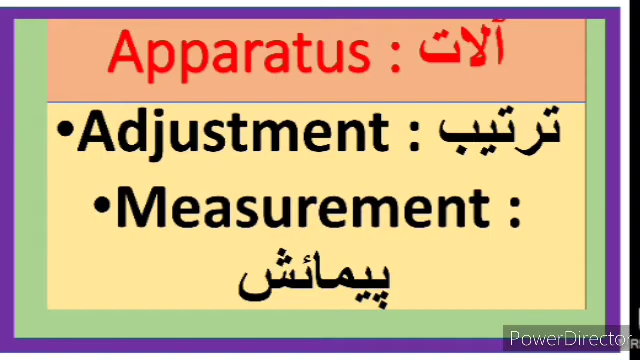 Apparatus : آلات
•Adjustment : ترتیب
•Measurement :
پیمائش
PowerDirector